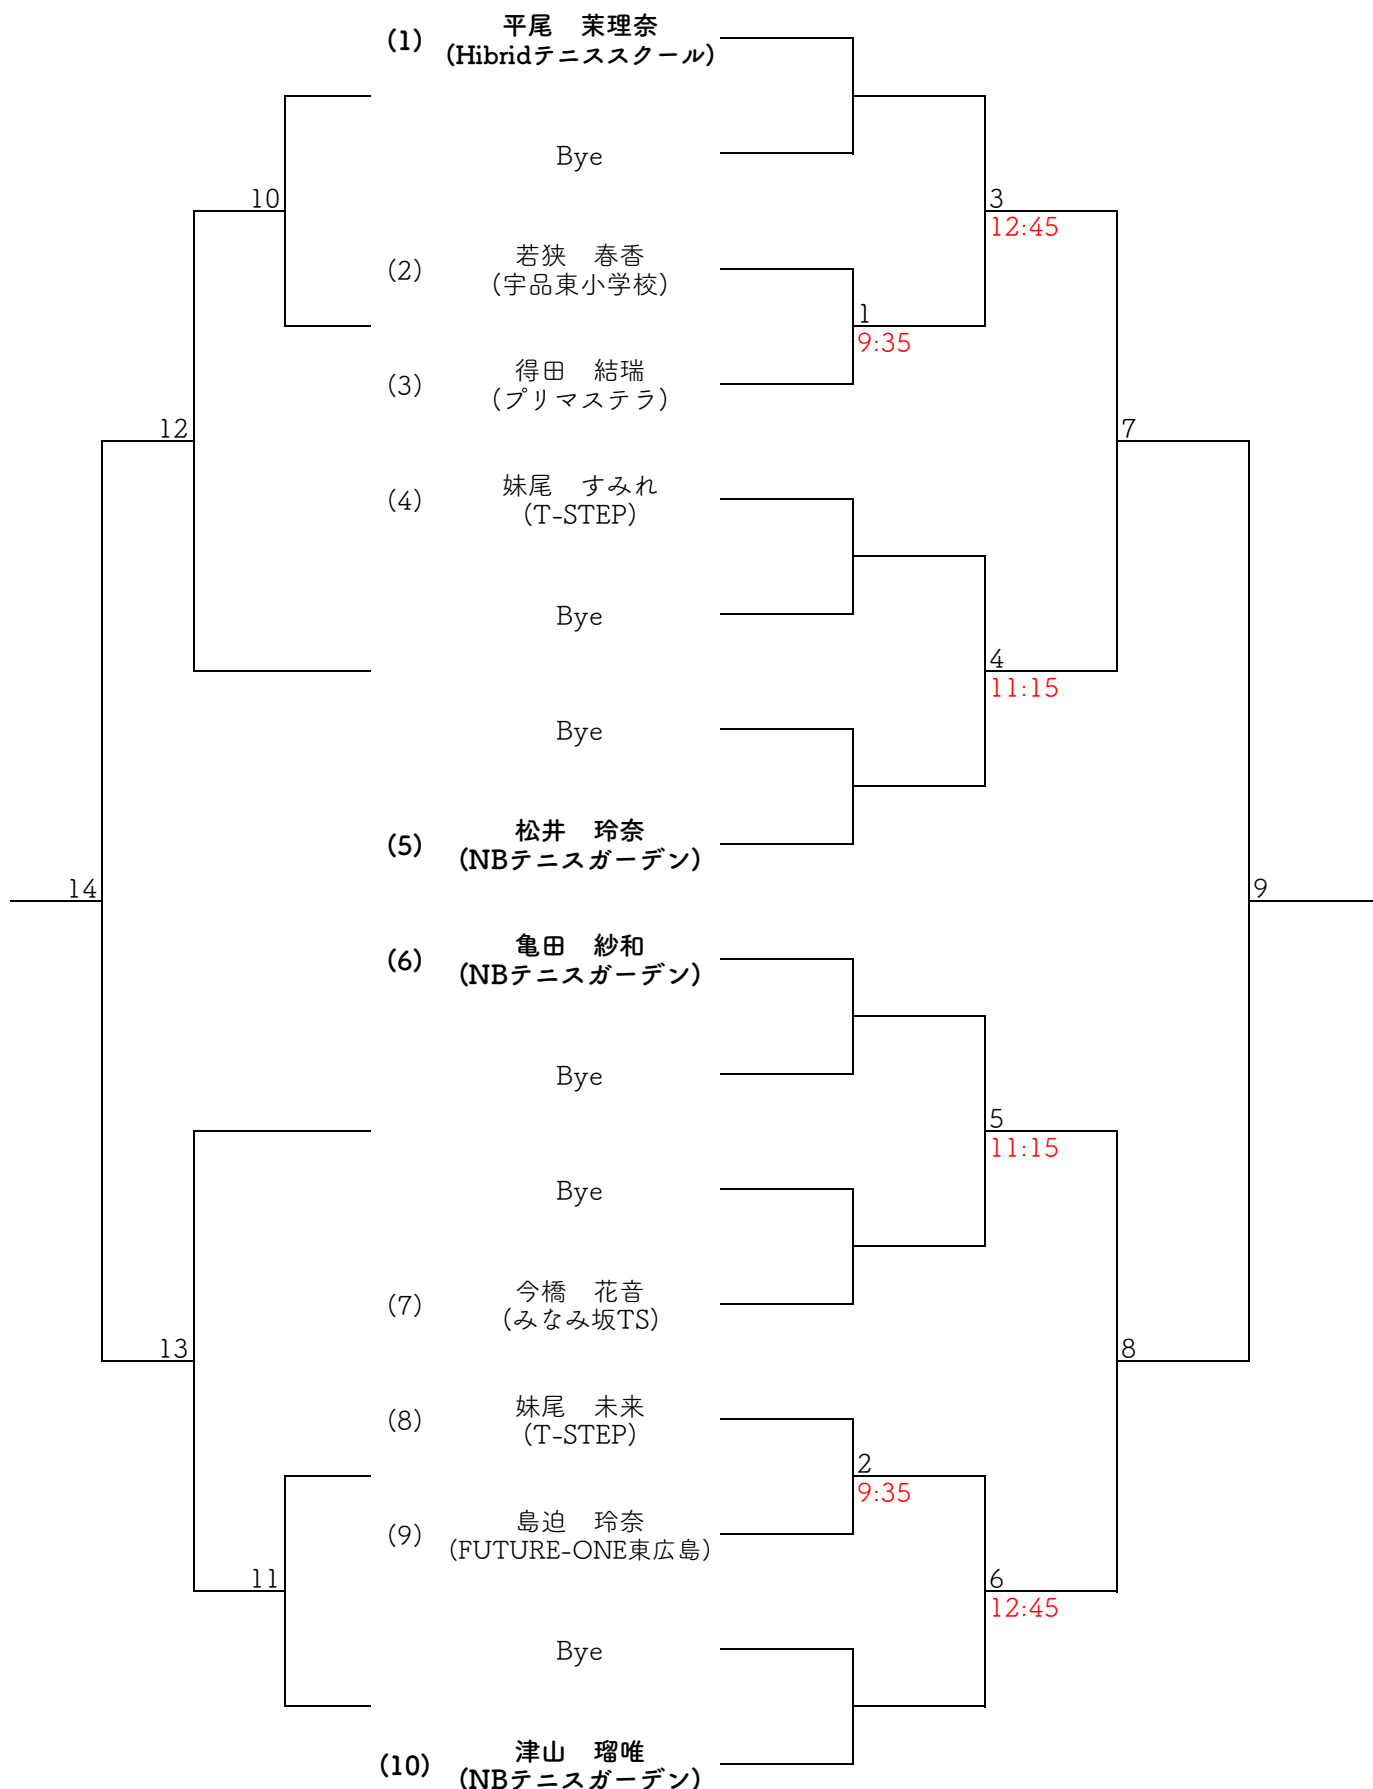 (1)
平尾　茉理奈
(Hibridテニススクール)
Bye
10
3
12:45
(2)
若狭　春香
(宇品東小学校)
1
9:35
(3)
得田　結瑞
(プリマステラ)
12
7
(4)
妹尾　すみれ
(T-STEP)
Bye
4
11:15
Bye
(5)
松井　玲奈
(NBテニスガーデン)
14
9
(6)
亀田　紗和
(NBテニスガーデン)
Bye
5
11:15
Bye
(7)
今橋　花音
(みなみ坂TS)
13
8
(8)
妹尾　未来
(T-STEP)
2
9:35
(9)
島迫　玲奈
(FUTURE-ONE東広島)
11
6
12:45
Bye
(10)
津山　瑠唯
(NBテニスガーデン)